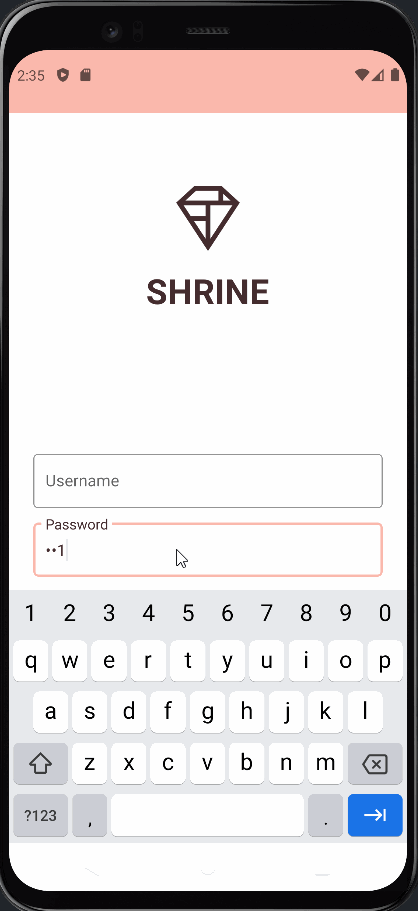 2:35
SHRINE
Username
Password
••1
1 2 3 4 5 6 7 8 9 0
q w e r t y u i o p
a s d f g h j k l
z x c v b n m
?123 , .